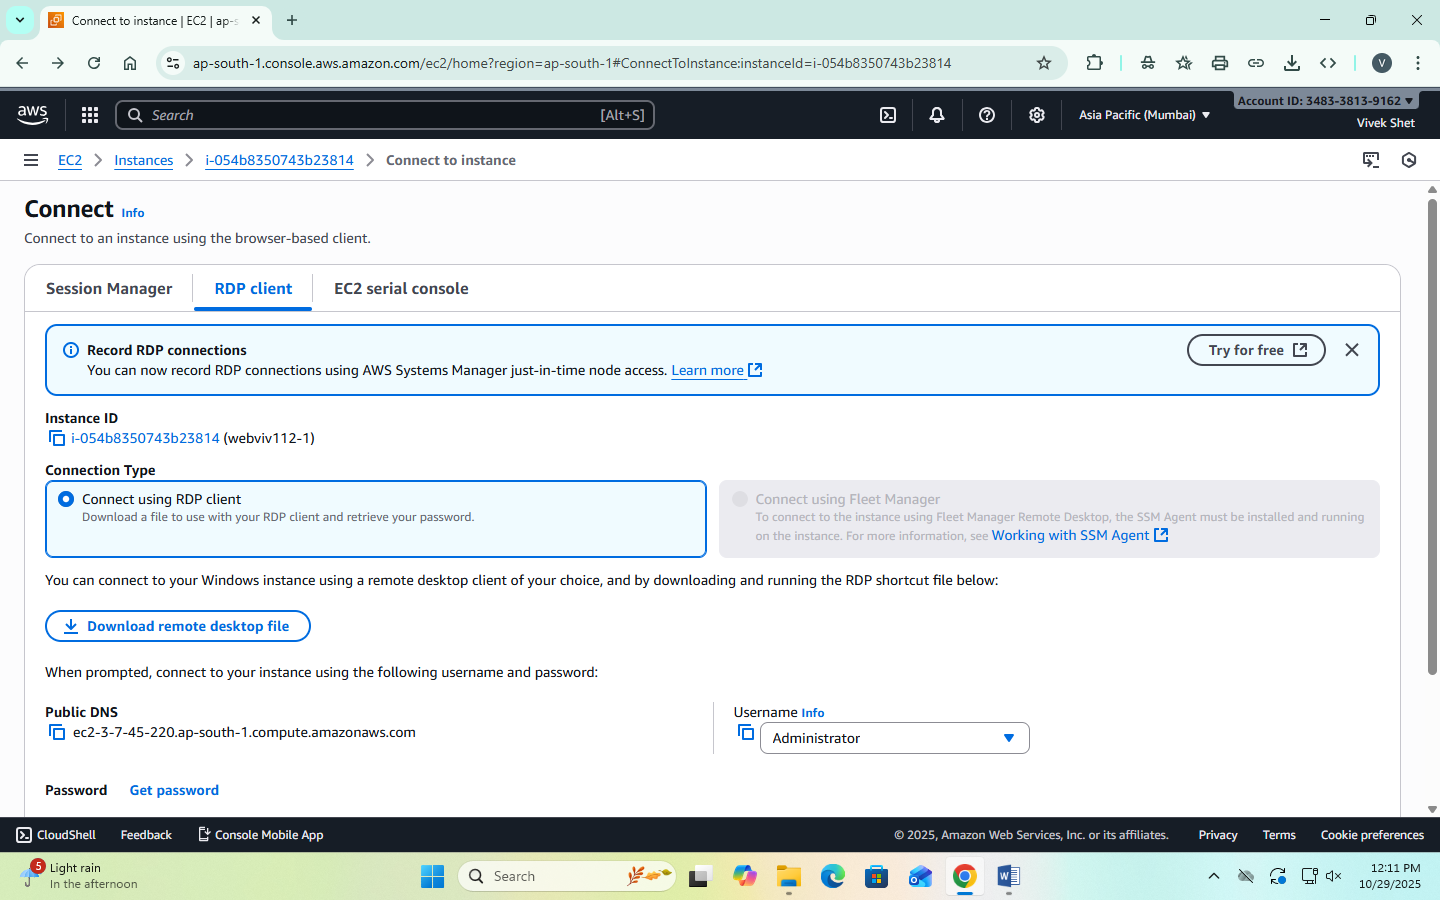 Connect to instance | EC2 | ap-s
ap-south-1.console.aws.amazon.com/ec2/home?region=ap-south-1#ConnectToInstance:instanceId=i-054b8350743b23814
V
aws
Search
[Alt+S]
Asia Pacific (Mumbai)
Account ID: 3483-3813-9162
Vivek Shet
EC2
Instances
i-054b8350743b23814
Connect to instance
Connect Info
Connect to an instance using the browser-based client.
Session Manager
RDP client
EC2 serial console
Record RDP connections
You can now record RDP connections using AWS Systems Manager just-in-time node access. Learn more
Try for free
Instance ID
i-054b8350743b23814 (webviv112-1)
Connection Type
Connect using RDP client
Download a file to use with your RDP client and retrieve your password.
Connect using Fleet Manager
To connect to the instance using Fleet Manager Remote Desktop, the SSM Agent must be installed and running
on the instance. For more information, see Working with SSM Agent
You can connect to your Windows instance using a remote desktop client of your choice, and by downloading and running the RDP shortcut file below:
Download remote desktop file
When prompted, connect to your instance using the following username and password:
Public DNS
ec2-3-7-45-220.ap-south-1.compute.amazonaws.com
Username Info
Administrator
Password Get password
CloudShell
Feedback
Console Mobile App
© 2025, Amazon Web Services, Inc. or its affiliates.
Privacy
Terms
Cookie preferences
5
Light rain
In the afternoon
Search
12:11 PM
10/29/2025